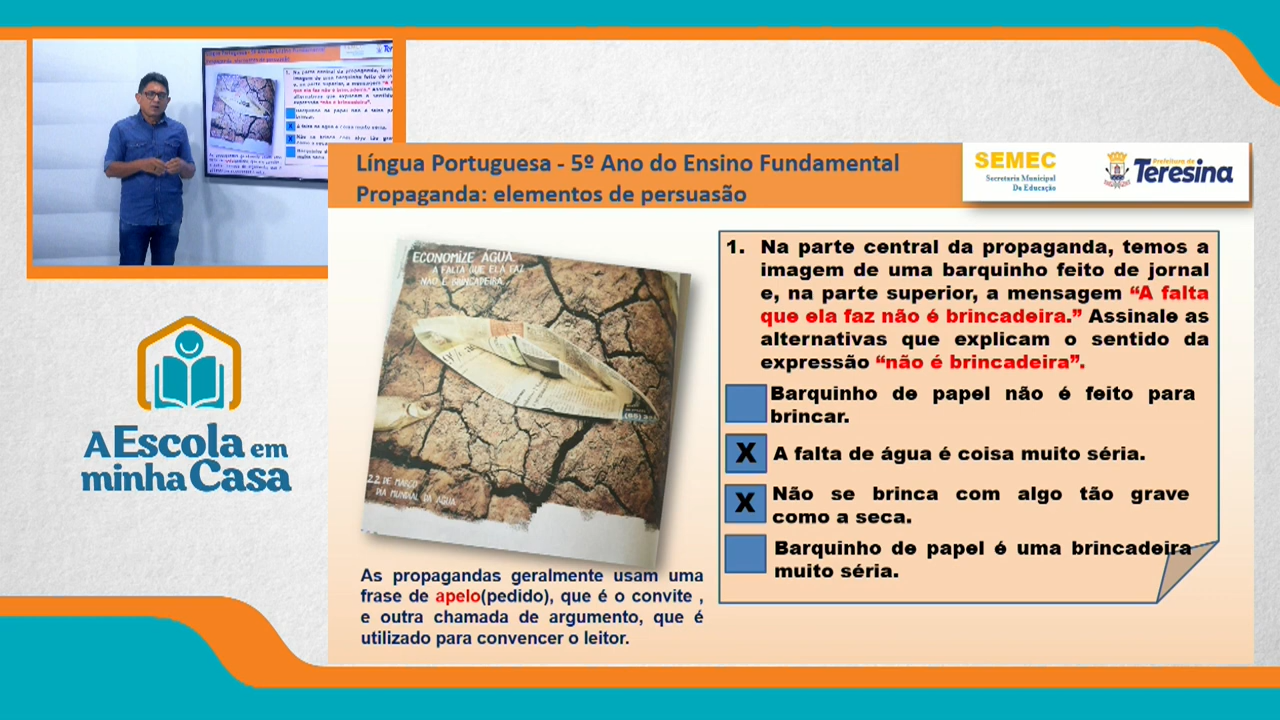 Língua Portuguesa - 5º Ano do Ensino Fundamental
Propaganda: elementos de persuasão
SEMEC
Secretaria Municipal
Da Educação
Prefeitura de
Teresina
ECONOMIZE ÁGUA.
A FALTA QUE ELA FAZ
NÃO É BRINCADEIRA.
22 DE MARÇO
DIA MUNDIAL DA ÁGUA
As propagandas geralmente usam uma
frase de apelo(pedido), que é o convite ,
e outra chamada de argumento, que é
utilizado para convencer o leitor.
1. Na parte central da propaganda, temos a
imagem de uma barquinho feito de jornal
e, na parte superior, a mensagem “A falta
que ela faz não é brincadeira.” Assinale as
alternativas que explicam o sentido da
expressão “não é brincadeira”.
Barquinho de papel não é feito para
brincar.
X A falta de água é coisa muito séria.
X Não se brinca com algo tão grave
como a seca.
Barquinho de papel é uma brincadeira
muito séria.
A Escola em
minha Casa